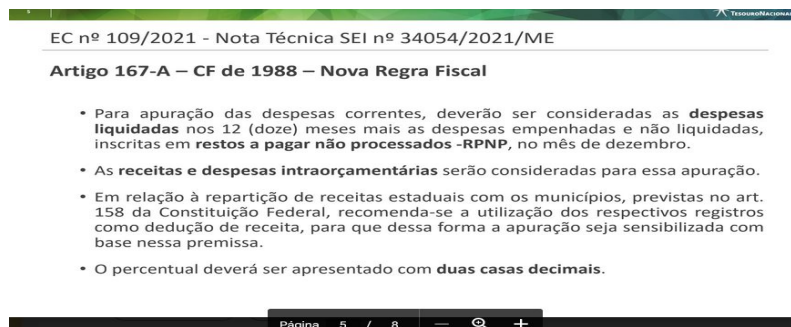 TESOURONACIONAL
EC nº 109/2021 - Nota Técnica SEI nº 34054/2021/ME
Artigo 167-A – CF de 1988 – Nova Regra Fiscal
• Para apuração das despesas correntes, deverão ser consideradas as despesas
liquidadas nos 12 (doze) meses mais as despesas empenhadas e não liquidadas,
inscritas em restos a pagar não processados -RPNP, no mês de dezembro.
• As receitas e despesas intraorçamentárias serão consideradas para essa apuração.
• Em relação à repartição de receitas estaduais com os municípios, previstas no art.
158 da Constituição Federal, recomenda-se a utilização dos respectivos registros
como dedução de receita, para que dessa forma a apuração seja sensibilizada com
base nessa premissa.
• O percentual deverá ser apresentado com duas casas decimais.
Página 5 / 8 — +